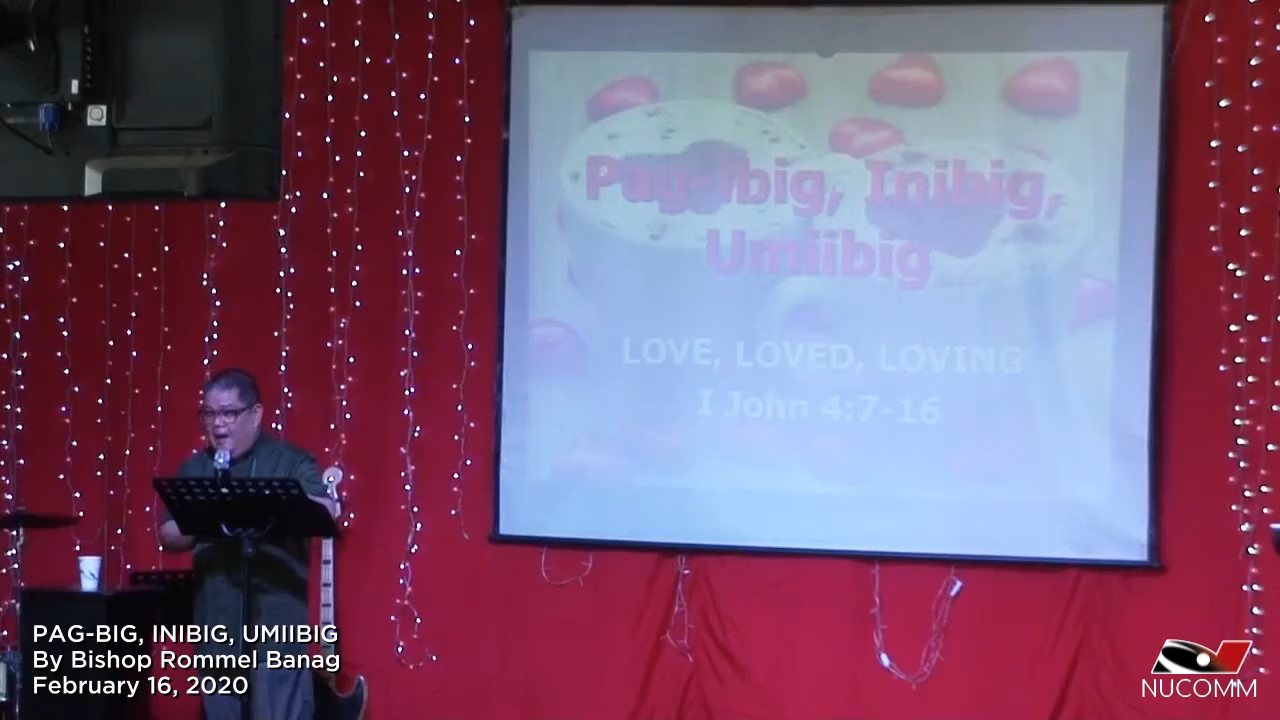 Pag-Ibig, Inibig,
Umiibig
LOVE, LOVED, LOVING
I John 4:7-16
PAG-BIG, INIBIG, UMIIBIG
By Bishop Rommel Banag
February 16, 2020
NUCOMM